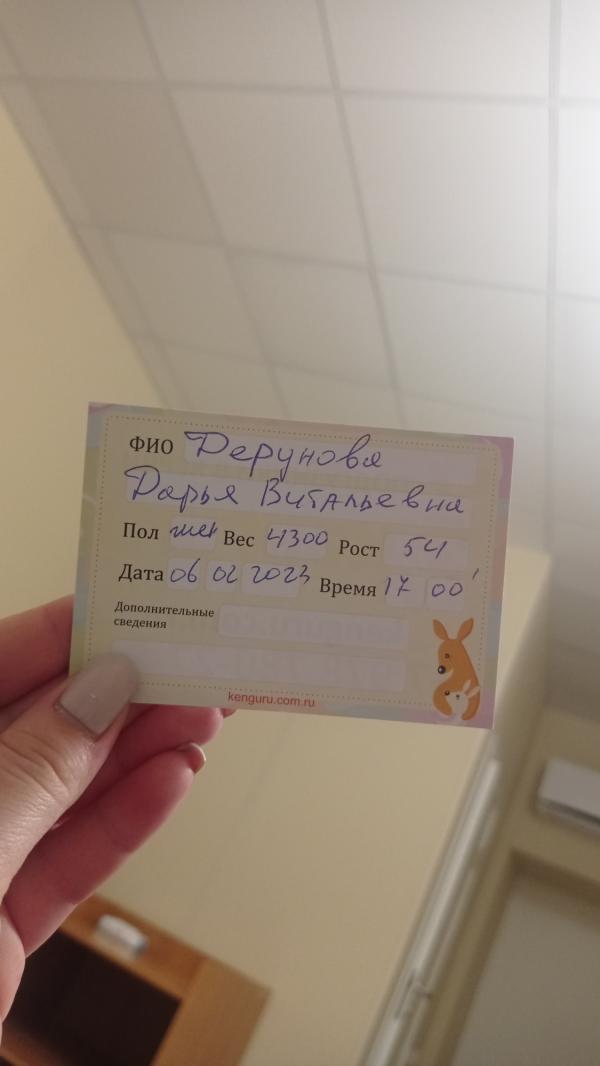 ФИО Дерунова
Дарья Витальевна
Пол жен Вес 4300 Рост 54
Дата 06 02 2023 Время 17 00
Дополнительные
сведения
kenguru.com.ru